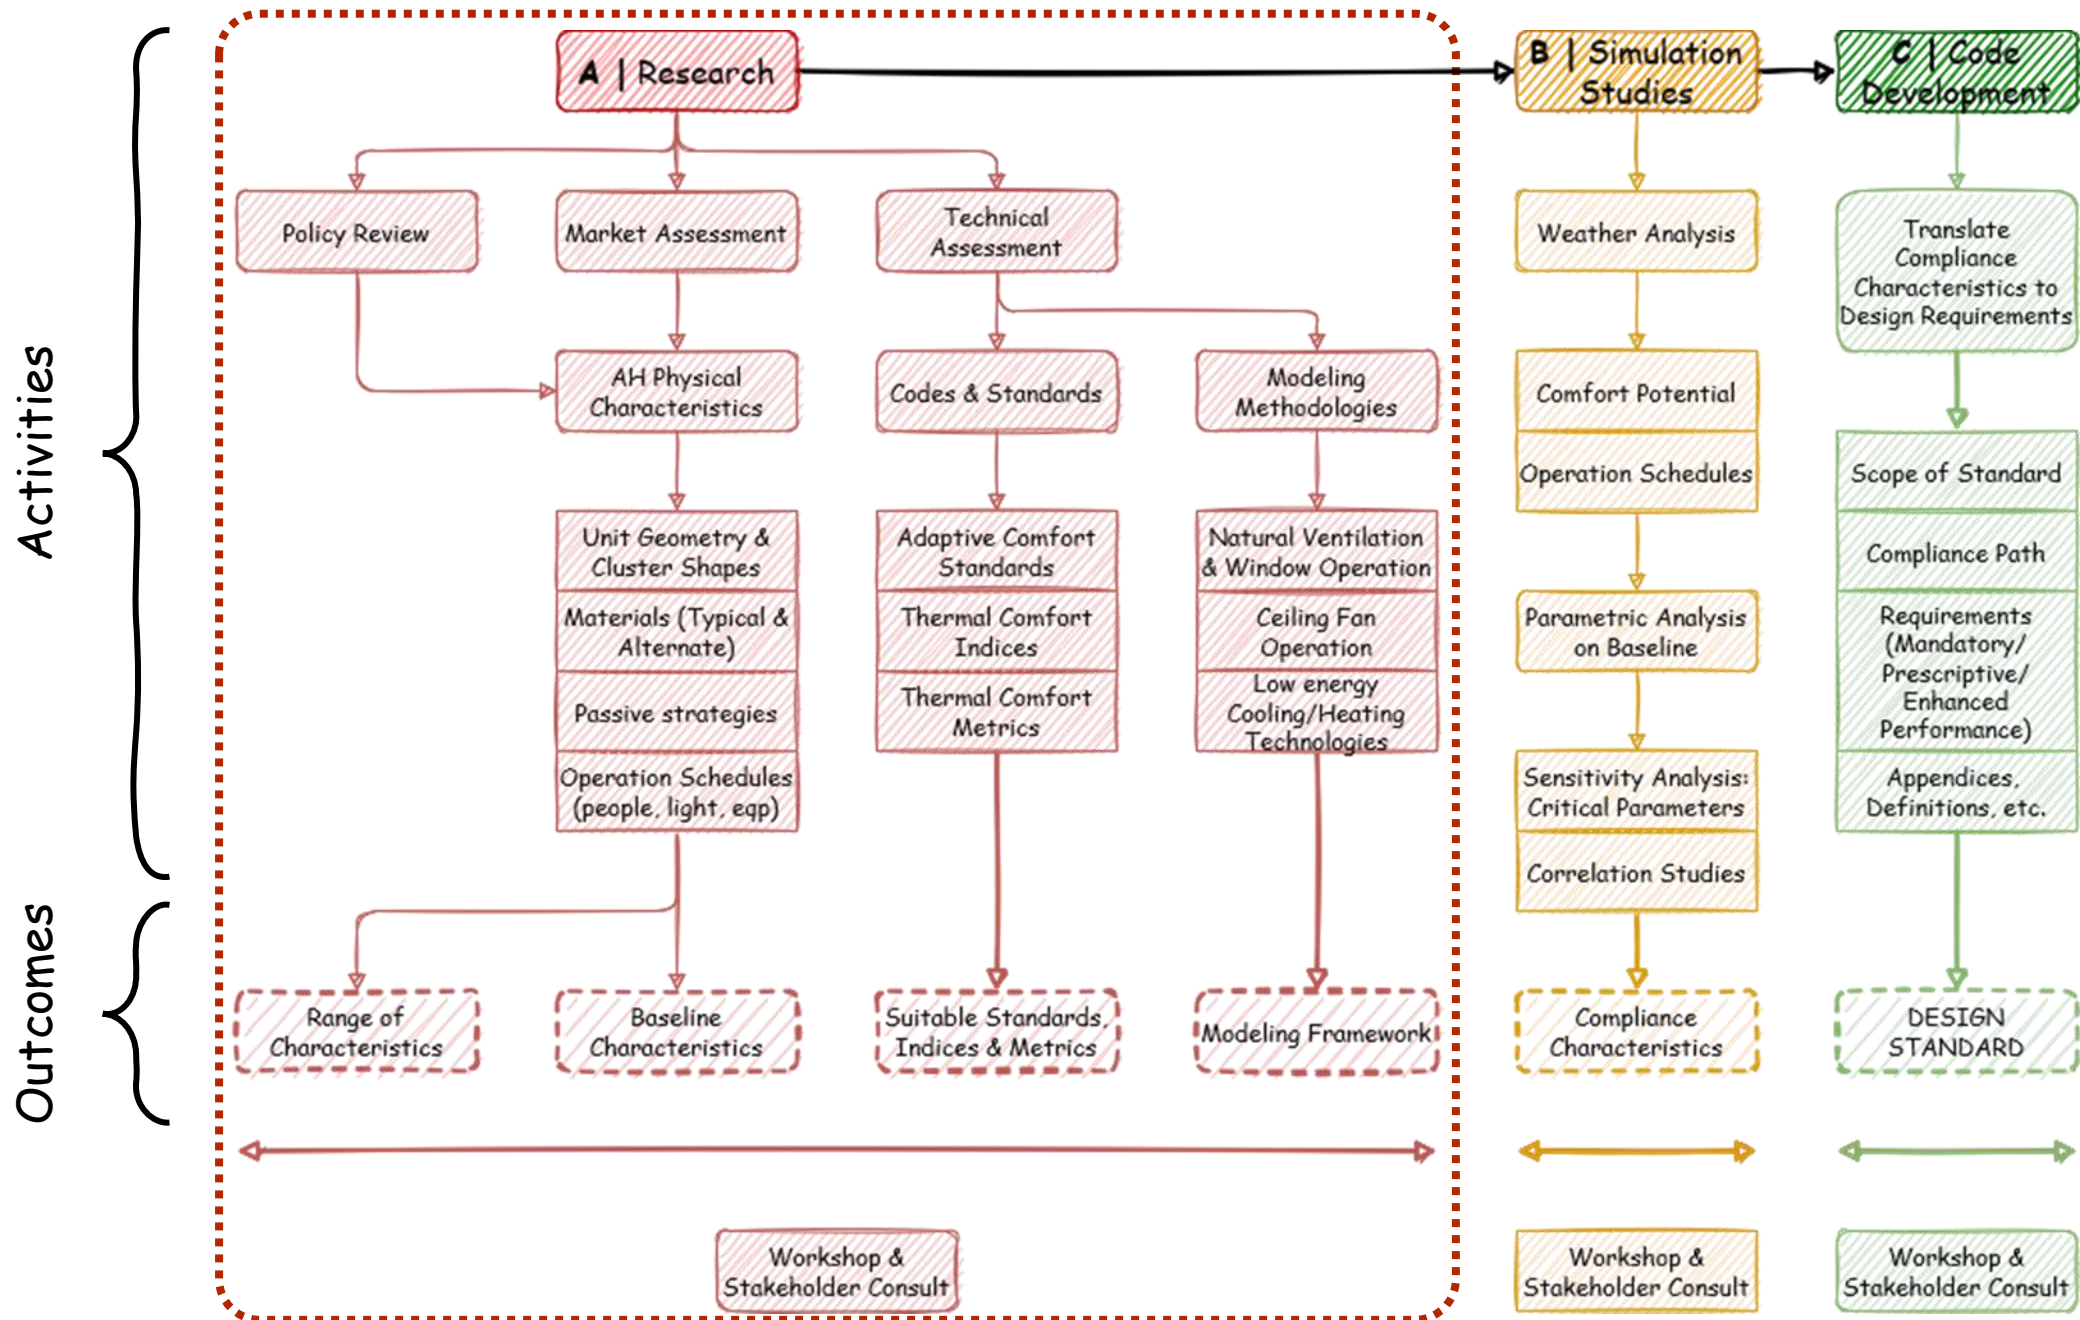 Activities
Outcomes
A | Research
B | Simulation
Studies
C | Code
Development
Policy Review
Market Assessment
Technical
Assessment
Weather Analysis
Translate
Compliance
Characteristics to
Design Requirements
AH Physical
Characteristics
Codes & Standards
Modeling
Methodologies
Comfort Potential
Operation Schedules
Scope of Standard
Compliance Path
Requirements
(Mandatory/
Prescriptive/
Enhanced
Performance)
Appendices,
Definitions, etc.
Unit Geometry &
Cluster Shapes
Materials (Typical &
Alternate)
Passive strategies
Operation Schedules
(people, light, eqp)
Adaptive Comfort
Standards
Thermal Comfort
Indices
Thermal Comfort
Metrics
Natural Ventilation
& Window Operation
Ceiling Fan
Operation
Low energy
Cooling/Heating
Technologies
Parametric Analysis
on Baseline
Sensitivity Analysis:
Critical Parameters
Correlation Studies
Range of
Characteristics
Baseline
Characteristics
Suitable Standards,
Indices & Metrics
Modeling Framework
Compliance
Characteristics
DESIGN
STANDARD
Workshop &
Stakeholder Consult
Workshop &
Stakeholder Consult
Workshop &
Stakeholder Consult